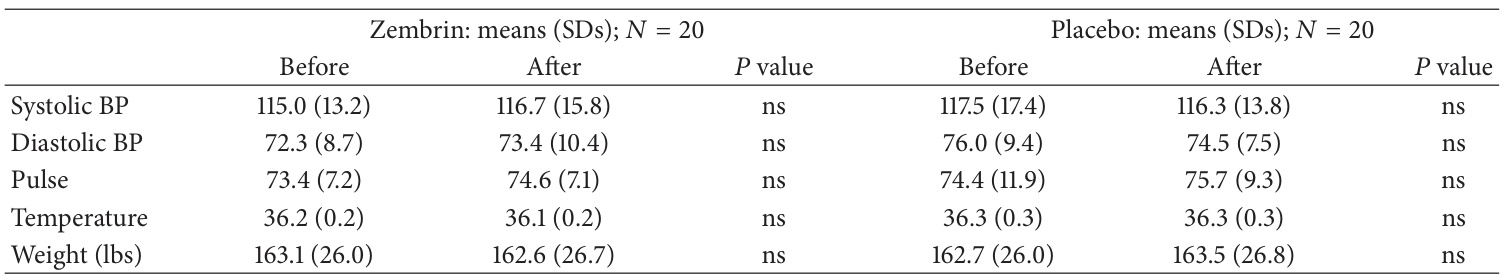 Zembrin: means (SDs); N = 20 Placebo: means (SDs); N = 20
Before After P value Before After P value
Systolic BP 115.0 (13.2) 116.7 (15.8) ns 117.5 (17.4) 116.3 (13.8) ns
Diastolic BP 72.3 (8.7) 73.4 (10.4) ns 76.0 (9.4) 74.5 (7.5) ns
Pulse 73.4 (7.2) 74.6 (7.1) ns 74.4 (11.9) 75.7 (9.3) ns
Temperature 36.2 (0.2) 36.1 (0.2) ns 36.3 (0.3) 36.3 (0.3) ns
Weight (lbs) 163.1 (26.0) 162.6 (26.7) ns 162.7 (26.0) 163.5 (26.8) ns